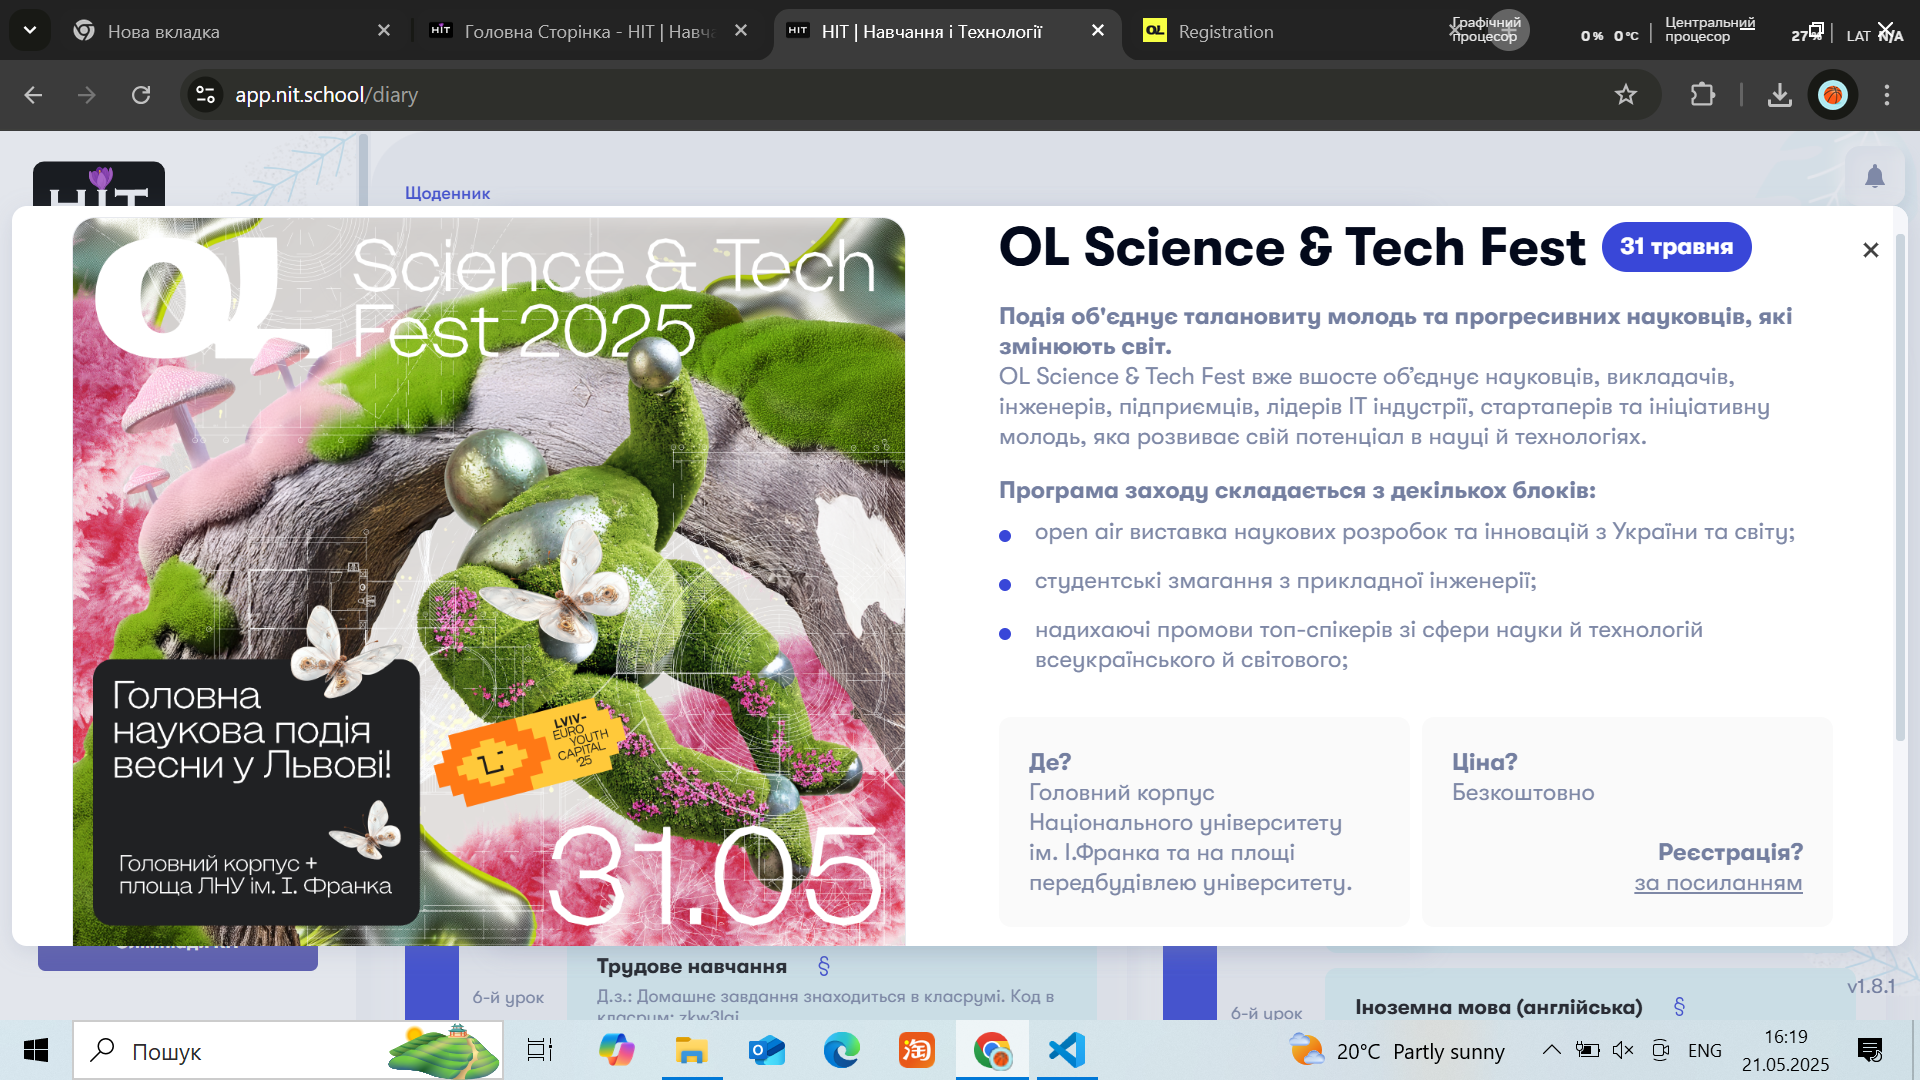 Нова вкладка
Головна Сторінка - НІТ | Навча
НІТ | Навчання і Технології
Registration
Графічний процесор
0 % 0 °C
Центральний процесор
27 %
LAT N/A
app.nit.school/diary
НІТ
Щоденник
OL Science & Tech Fest 2025
Головна
наукова подія
весни у Львові!
Головний корпус +
площа ЛНУ ім. І. Франка
LVIV-
EURO
YOUTH
CAPITAL
'25
31.05
OL Science & Tech Fest 31 травня
Подія об'єднує талановиту молодь та прогресивних науковців, які
змінюють світ.
OL Science & Tech Fest вже вшосте об’єднує науковців, викладачів,
інженерів, підприємців, лідерів ІТ індустрії, стартаперів та ініціативну
молодь, яка розвиває свій потенціал в науці й технологіях.
Програма заходу складається з декількох блоків:
open air виставка наукових розробок та інновацій з України та світу;
студентські змагання з прикладної інженерії;
надихаючі промови топ-спікерів зі сфери науки й технологій
всеукраїнського й світового;
Де?
Головний корпус
Національного університету
ім. І.Франка та на площі
передбудівлею університету.
Ціна?
Безкоштовно
Реєстрація?
за посиланням
6-й урок
Трудове навчання §
Д.з.: Домашнє завдання знаходиться в класрумі. Код в
6-й урок
Іноземна мова (англійська) §
v1.8.1
Пошук
20°C Partly sunny
ENG
16:19
21.05.2025